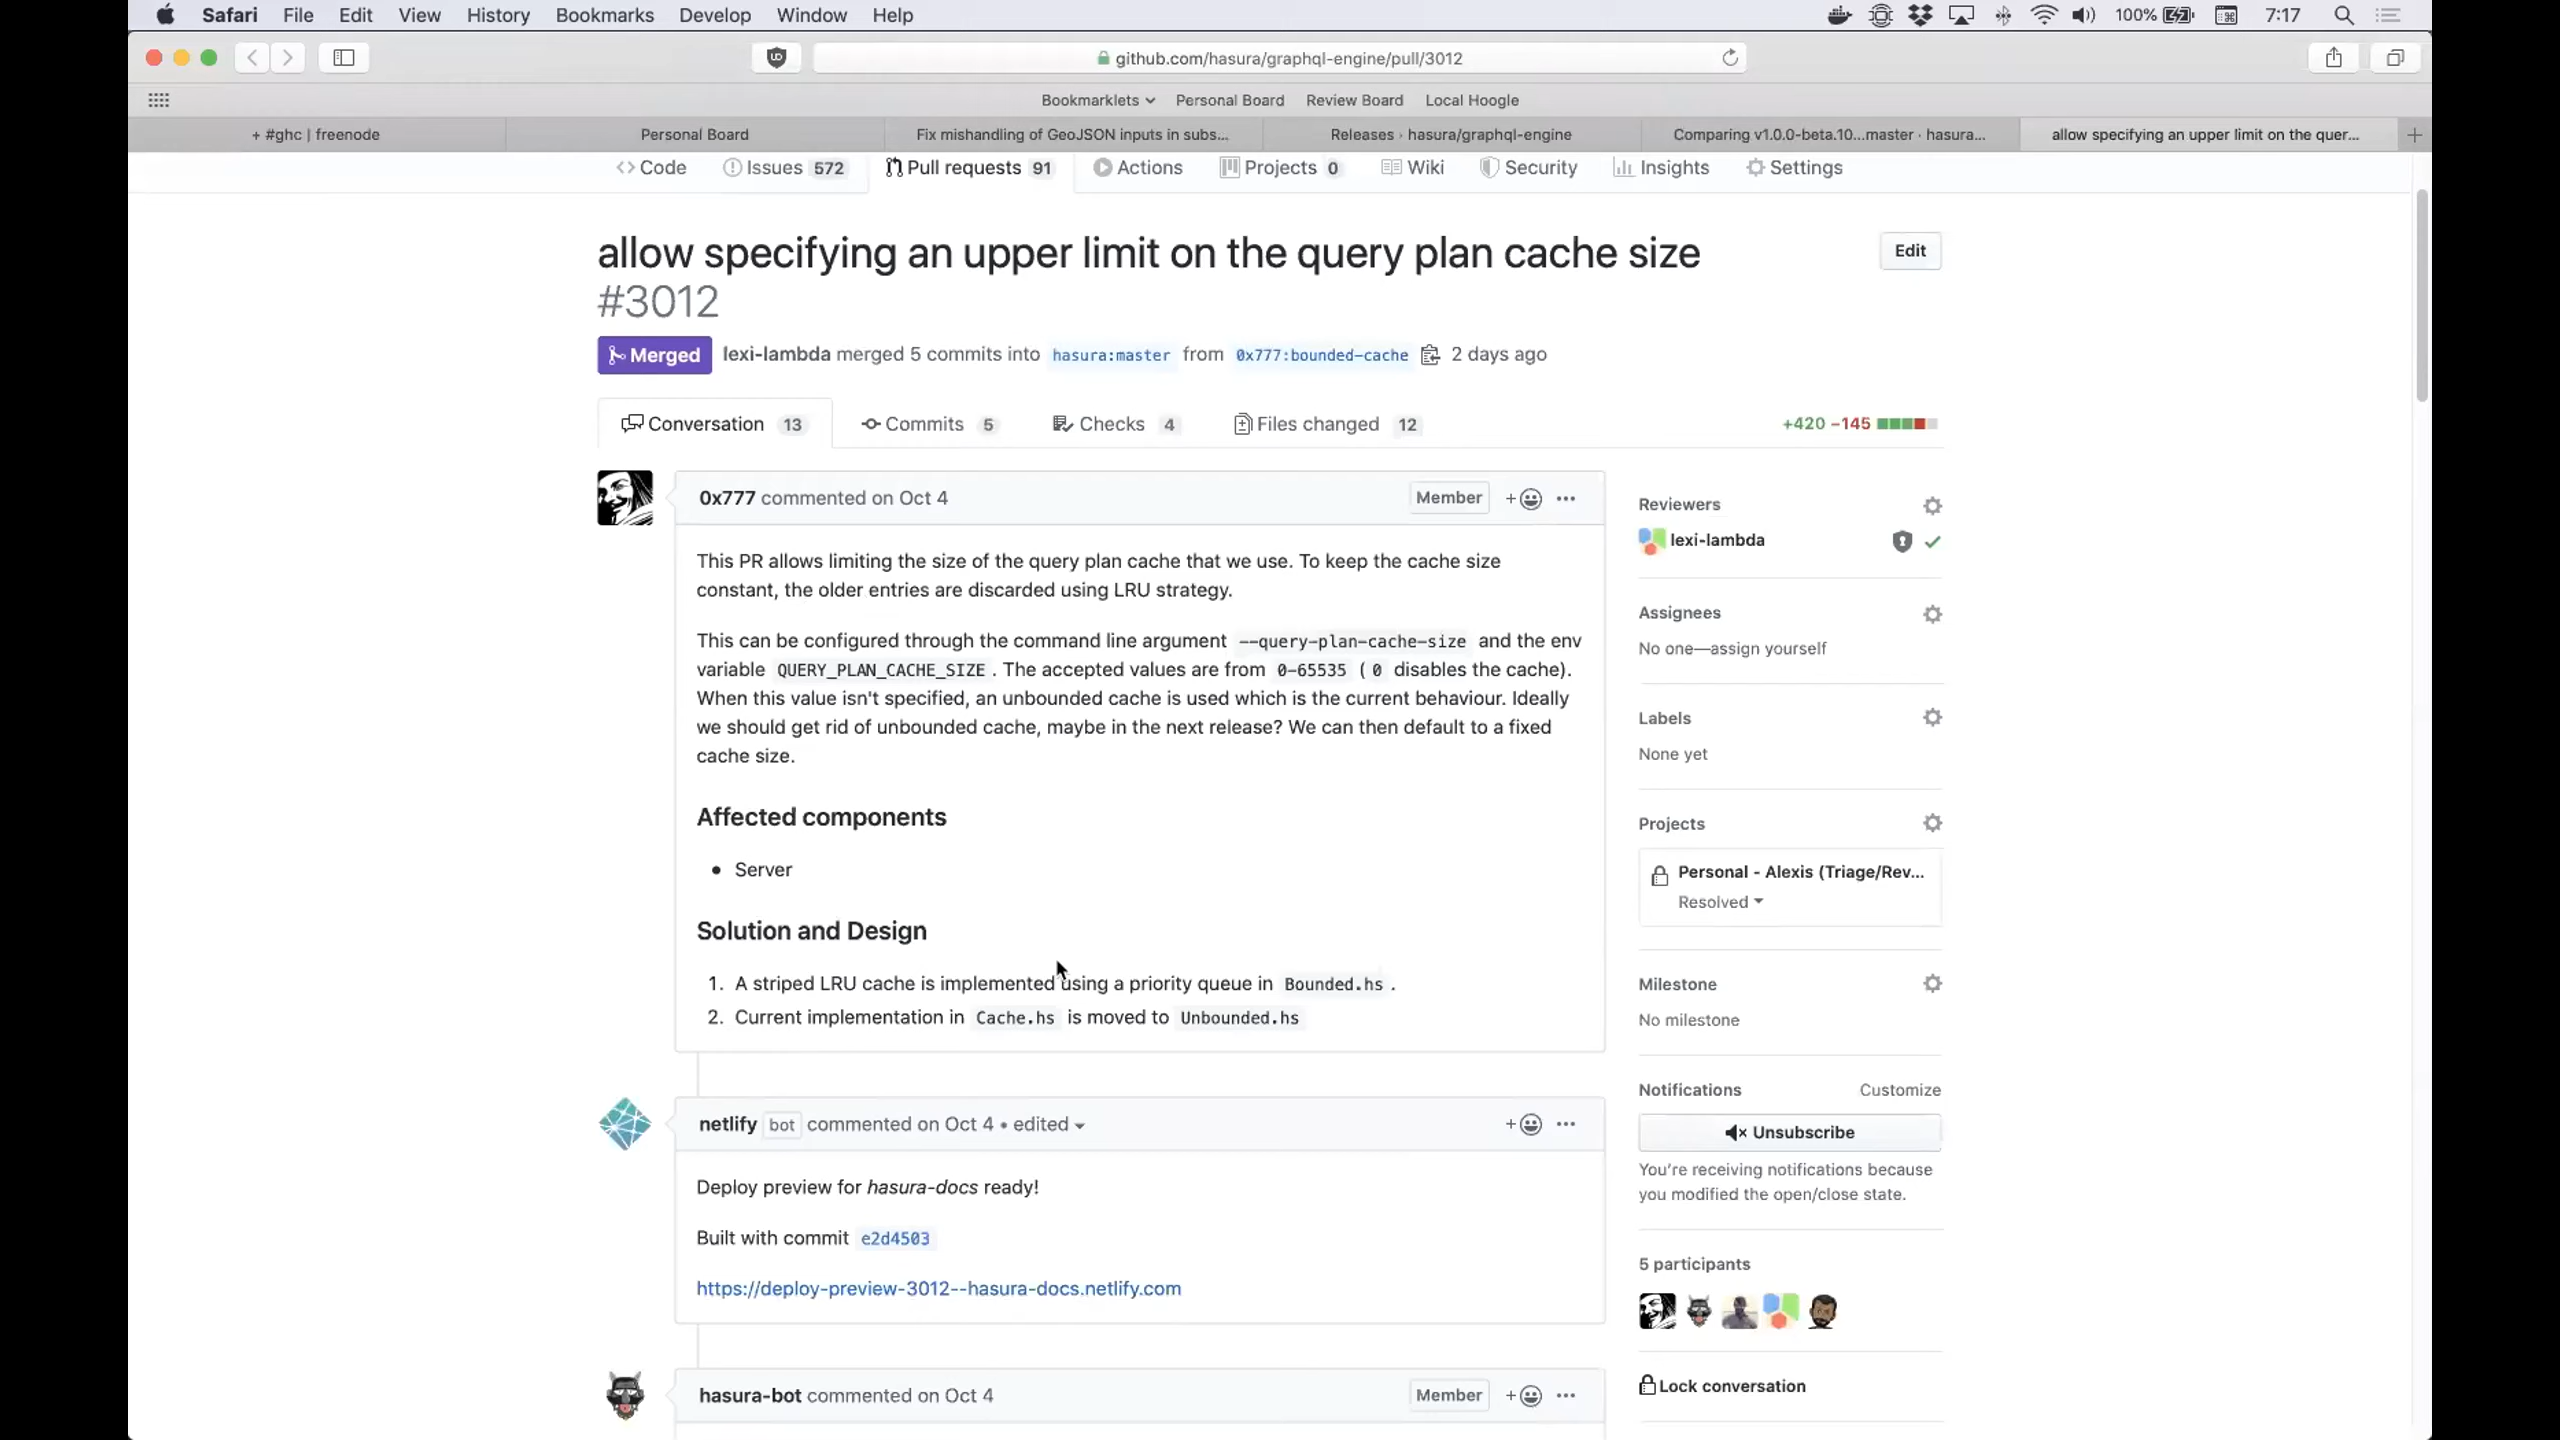 Safari File Edit View History Bookmarks Develop Window Help 100% 7:17
github.com/hasura/graphql-engine/pull/3012
Bookmarklets Personal Board Review Board Local Hoogle
+ #ghc | freenode Personal Board Fix mishandling of GeoJSON inputs in subs... Releases · hasura/graphql-engine Comparing v1.0.0-beta.10...master · hasura... allow specifying an upper limit on the quer...
Code Issues 572 Pull requests 91 Actions Projects 0 Wiki Security Insights Settings
allow specifying an upper limit on the query plan cache size
#3012
Edit
Merged lexi-lambda merged 5 commits into hasura:master from 0x777:bounded-cache 2 days ago
Conversation 13 Commits 5 Checks 4 Files changed 12 +420 −145
0x777 commented on Oct 4 Member
This PR allows limiting the size of the query plan cache that we use. To keep the cache size
constant, the older entries are discarded using LRU strategy.
This can be configured through the command line argument --query-plan-cache-size and the env
variable QUERY_PLAN_CACHE_SIZE . The accepted values are from 0-65535 ( 0 disables the cache).
When this value isn't specified, an unbounded cache is used which is the current behaviour. Ideally
we should get rid of unbounded cache, maybe in the next release? We can then default to a fixed
cache size.
Affected components
• Server
Solution and Design
1. A striped LRU cache is implemented using a priority queue in Bounded.hs .
2. Current implementation in Cache.hs is moved to Unbounded.hs
netlify bot commented on Oct 4 • edited
Deploy preview for hasura-docs ready!
Built with commit e2d4503
https://deploy-preview-3012--hasura-docs.netlify.com
hasura-bot commented on Oct 4 Member
Reviewers
lexi-lambda
Assignees
No one—assign yourself
Labels
None yet
Projects
Personal - Alexis (Triage/Rev...
Resolved
Milestone
No milestone
Notifications Customize
Unsubscribe
You're receiving notifications because
you modified the open/close state.
5 participants
Lock conversation